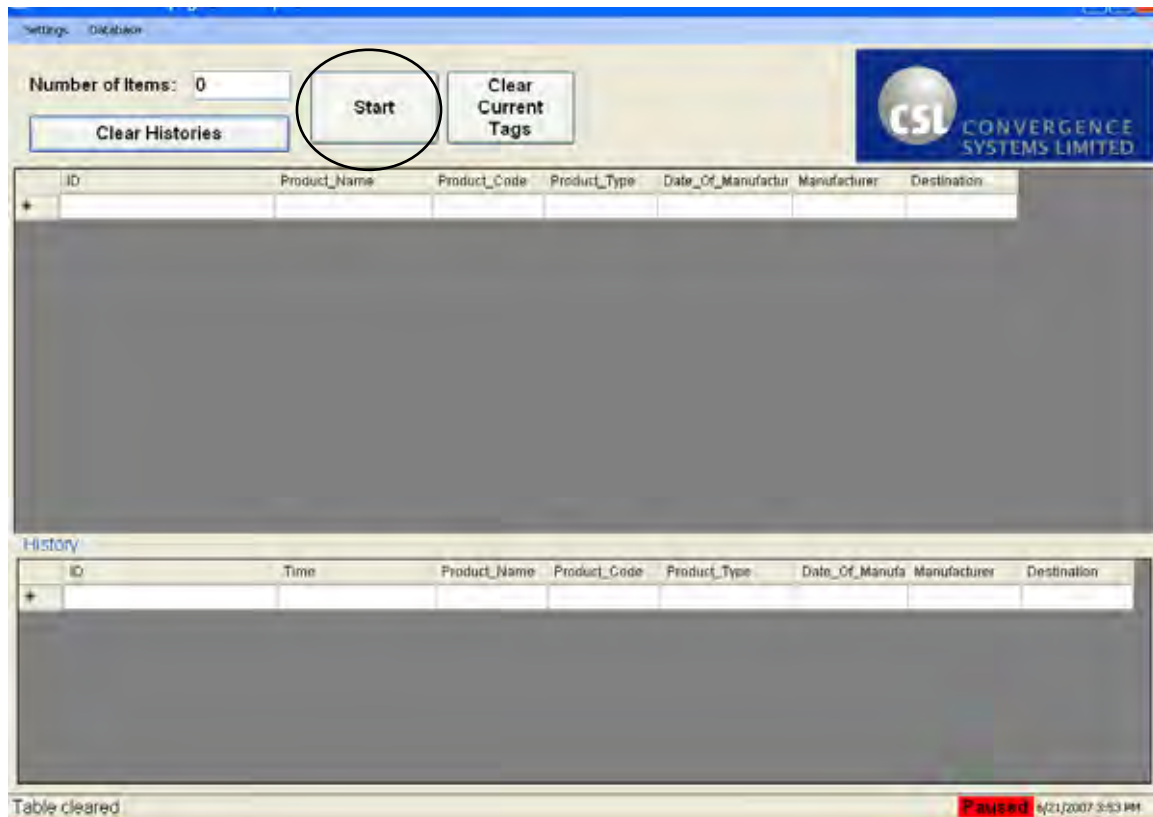 Settings Database
Number of Items: 0
Start
Clear
Current
Tags
Clear Histories
CSL CONVERGENCE
SYSTEMS LIMITED
ID Product_Name Product_Code Product_Type Date_Of_Manufactur Manufacturer Destination
History
ID Time Product_Name Product_Code Product_Type Date_Of_Manufa Manufacturer Destination
Table cleared Paused 6/21/2007 3:53 PM